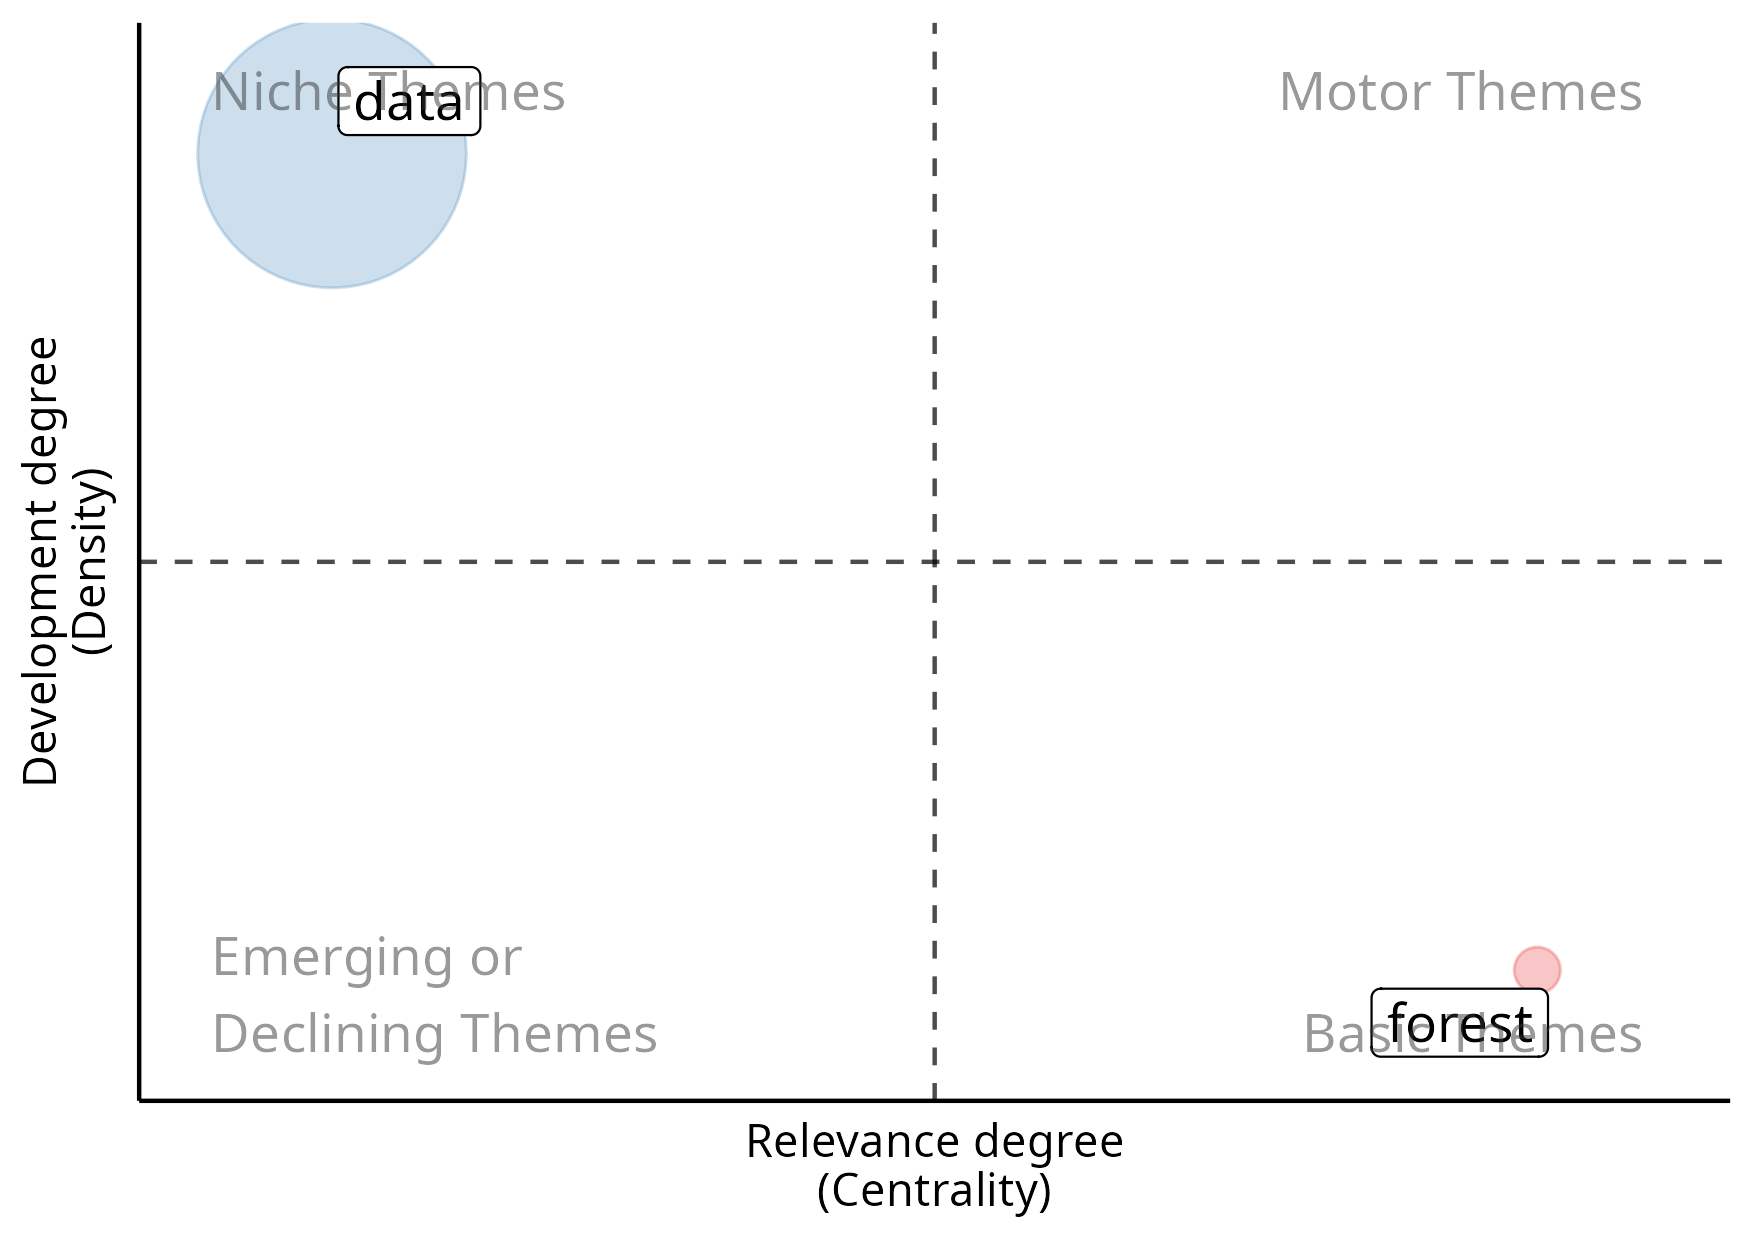 Niche Themes
data
Motor Themes
Development degree
(Density)
Emerging or
Declining Themes
forest
Basic Themes
Relevance degree
(Centrality)